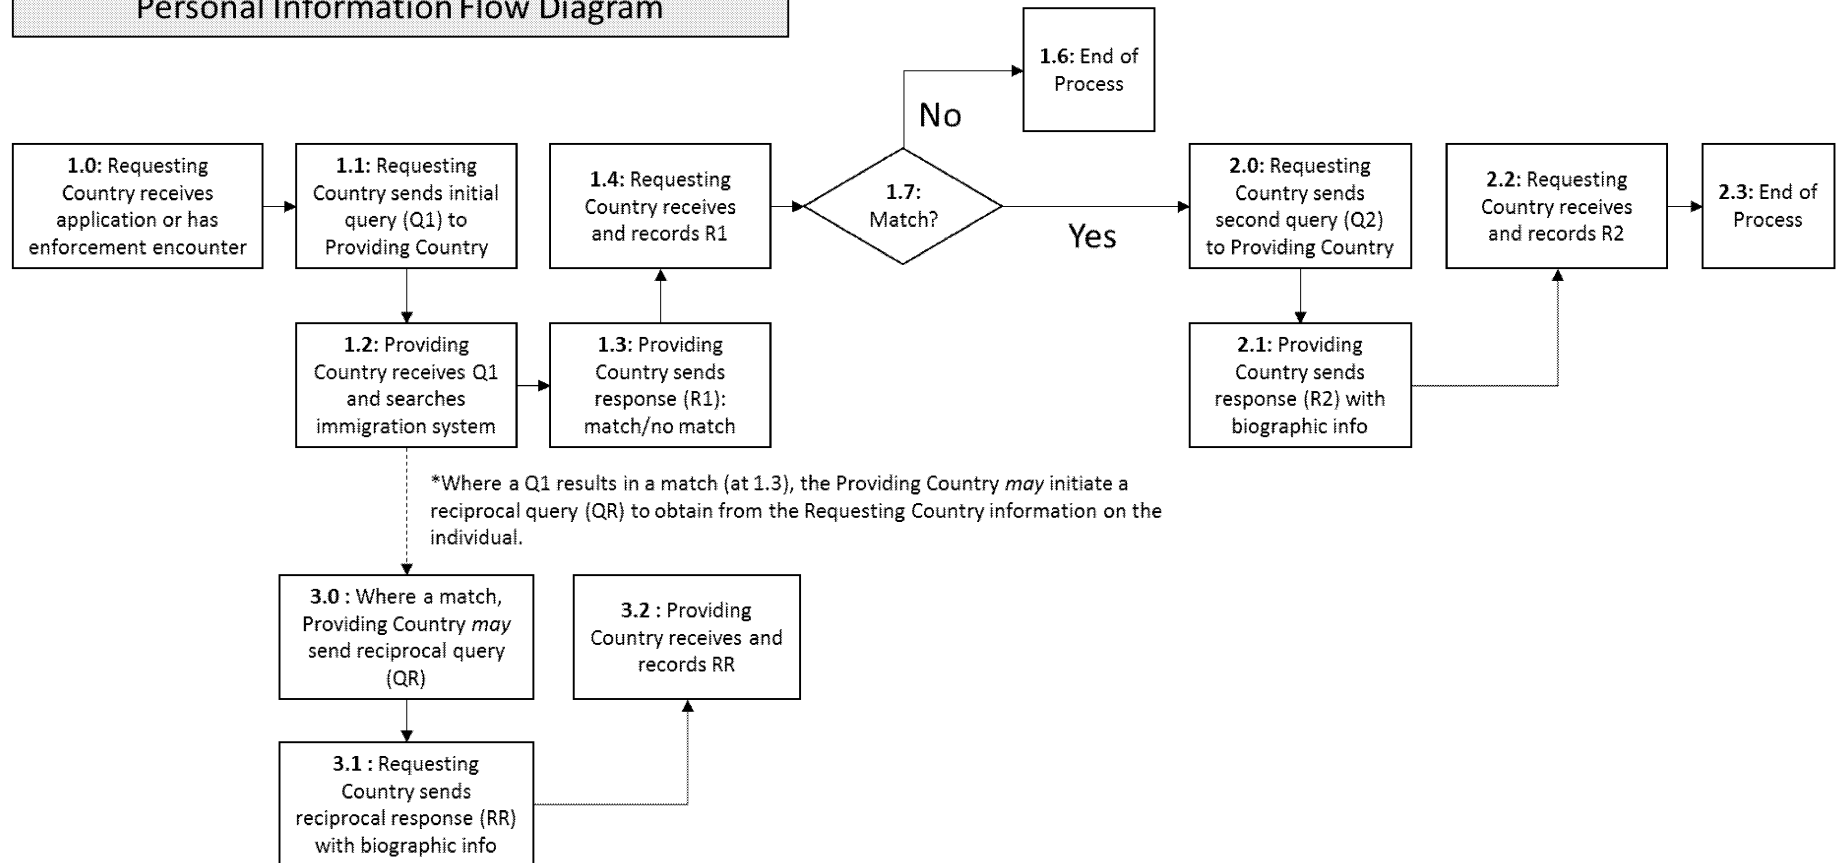 Personal Information Flow Diagram
1.6: End of
Process
No
1.0: Requesting
Country receives
application or has
enforcement encounter
1.1: Requesting
Country sends initial
query (Q1) to
Providing Country
1.4: Requesting
Country receives
and records R1
1.7:
Match?
Yes
2.0: Requesting
Country sends
second query (Q2)
to Providing Country
2.2: Requesting
Country receives
and records R2
2.3: End of
Process
1.2: Providing
Country receives Q1
and searches
immigration system
1.3: Providing
Country sends
response (R1):
match/no match
2.1: Providing
Country sends
response (R2) with
biographic info
*Where a Q1 results in a match (at 1.3), the Providing Country may initiate a
reciprocal query (QR) to obtain from the Requesting Country information on the
individual.
3.0 : Where a match,
Providing Country may
send reciprocal query
(QR)
3.2 : Providing
Country receives and
records RR
3.1 : Requesting
Country sends
reciprocal response (RR)
with biographic info